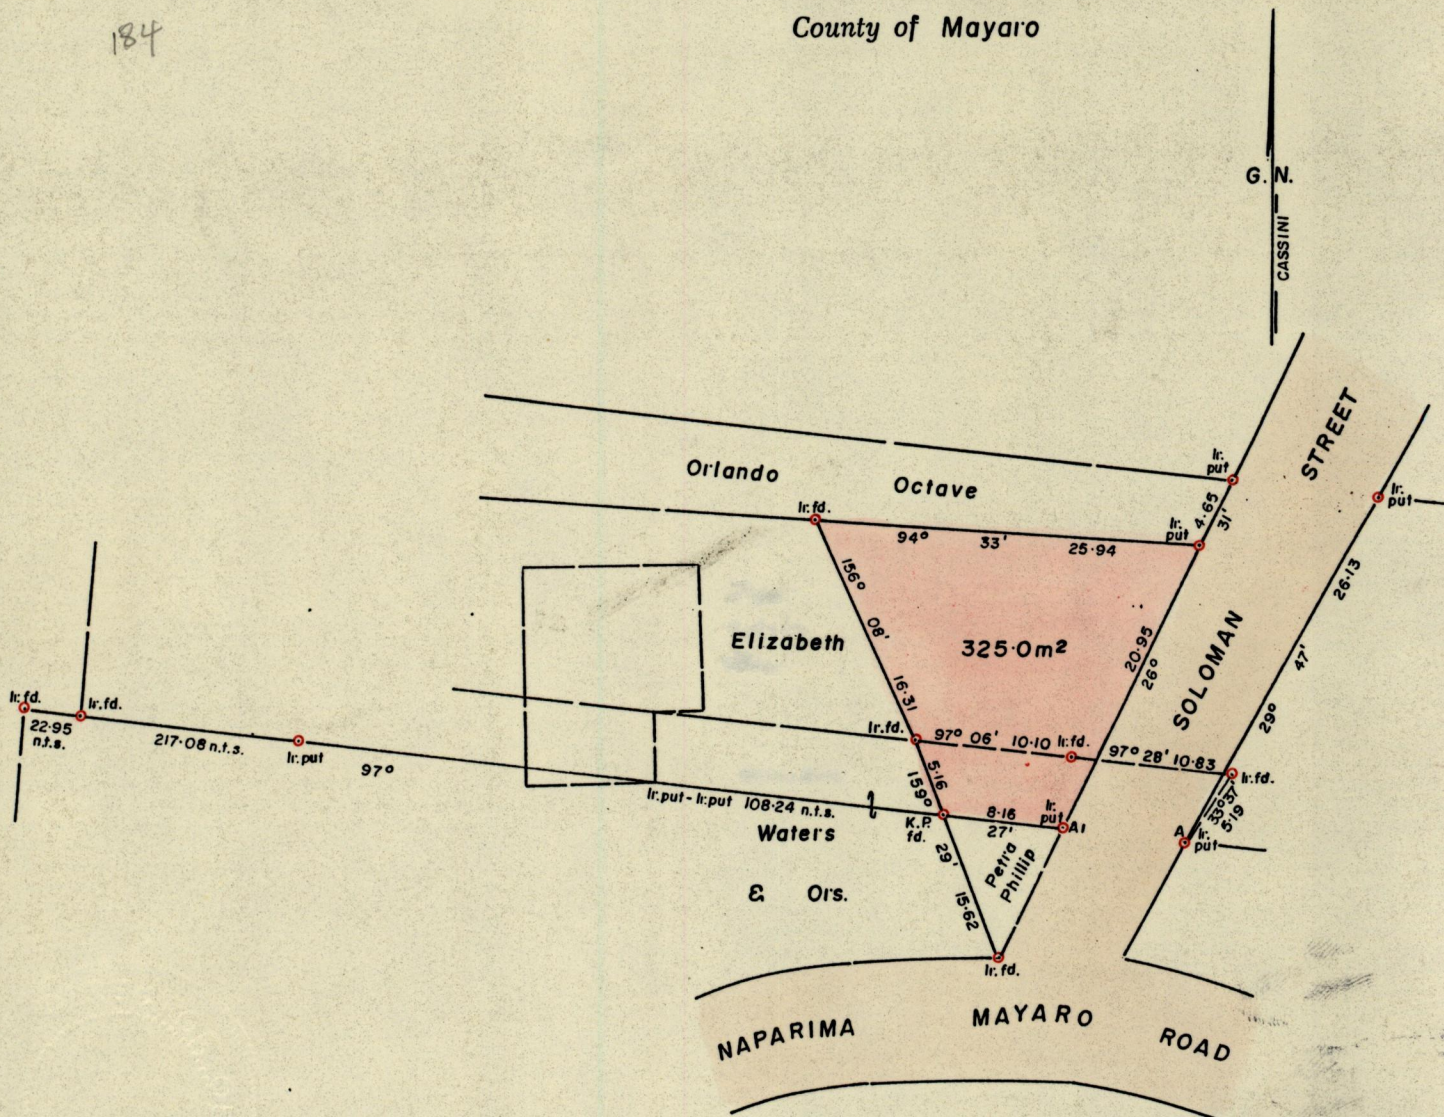 184
County of Mayaro
G. N.
CASSINI
STREET
SOLOMAN
Ir.
put
Ir.
put
4.65
31'
Orlando Octave
Ir. fd.
Ir.
put
94° 33' 25.94
26.13
47'
29°
156°
08'
16.31
Elizabeth
325.0m²
20.95
26°
Ir. fd.
Ir. fd.
22.95
n.t.s.
217.08 n.t.s.
Ir. put
97°
Ir. fd.
97° 06' 10.10 Ir. fd.
97° 28' 10.83
Ir. fd.
33° 37'
5.19
5.16
159°
Ir. put - Ir. put 108.24 n.t.s.
K.P.
fd.
8.16
27'
Ir.
put
A1
A
Ir.
put
Waters
& Ors.
29'
15.62
Petra
Phillip
Ir. fd.
NAPARIMA MAYARO ROAD